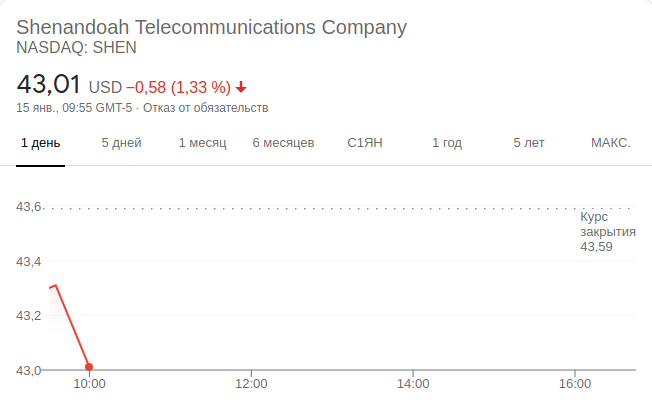 Shenandoah Telecommunications Company
NASDAQ: SHEN
43,01 USD −0,58 (1,33 %)
15 янв., 09:55 GMT-5 · Отказ от обязательств
1 день 5 дней 1 месяц 6 месяцев С1ЯН 1 год 5 лет МАКС.
43,6
Курс
закрытия
43,59
43,4
43,2
43,0
10:00 12:00 14:00 16:00